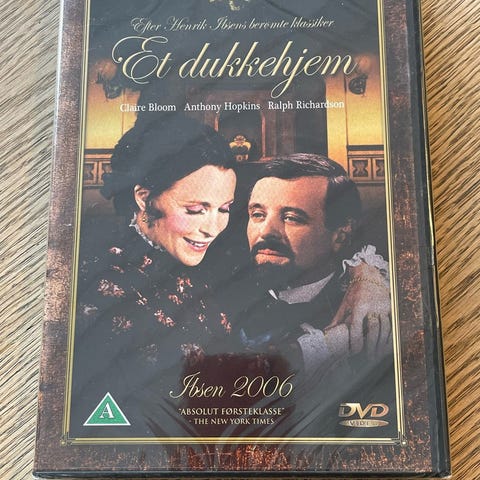 Efter Henrik Ibsens berømte klassiker
Et dukkehjem
Claire Bloom Anthony Hopkins Ralph Richardson
Ibsen 2006
"ABSOLUT FØRSTEKLASSE"
- THE NEW YORK TIMES
A
DVD
VIDEO